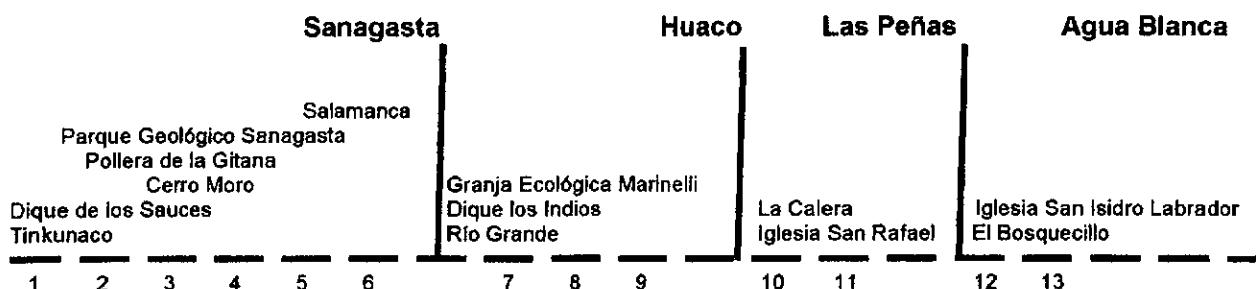 Sanagasta Huaco Las Peñas Agua Blanca
Salamanca
Parque Geológico Sanagasta
Pollera de la Gitana
Cerro Moro
Dique de los Sauces
Tinkunaco
Granja Ecológica Marinelli
Dique los Indios
Río Grande
La Calera
Iglesia San Rafael
Iglesia San Isidro Labrador
El Bosquecillo
1 2 3 4 5 6 7 8 9 10 11 12 13